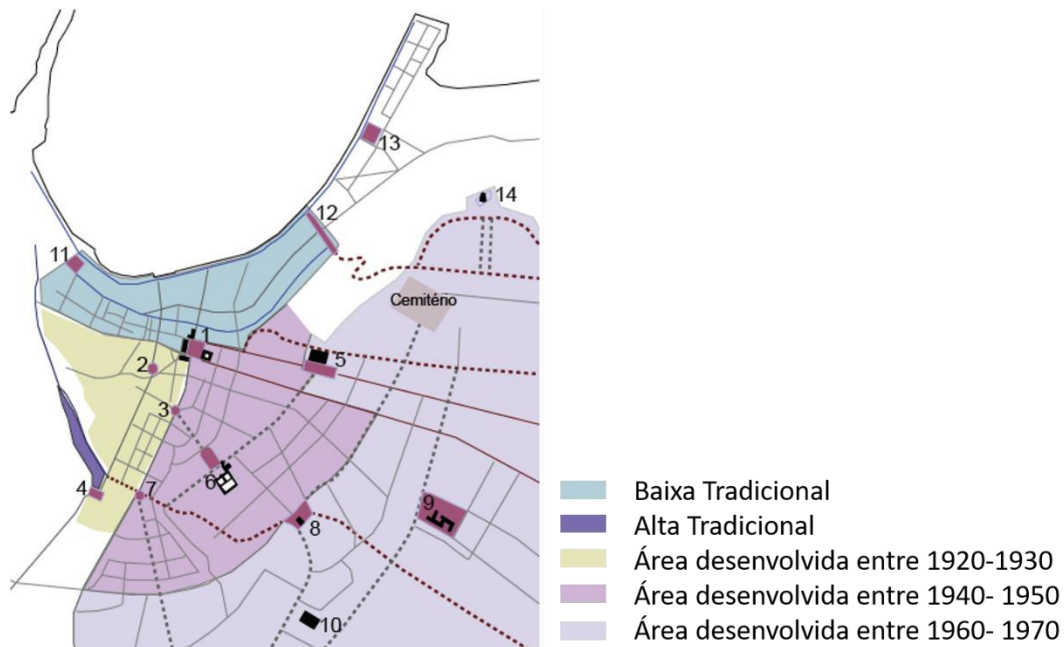 13
14
12
11
Cemitério
1
5
2
3
6
4
7
9
8
10
Baixa Tradicional
Alta Tradicional
Área desenvolvida entre 1920-1930
Área desenvolvida entre 1940- 1950
Área desenvolvida entre 1960- 1970